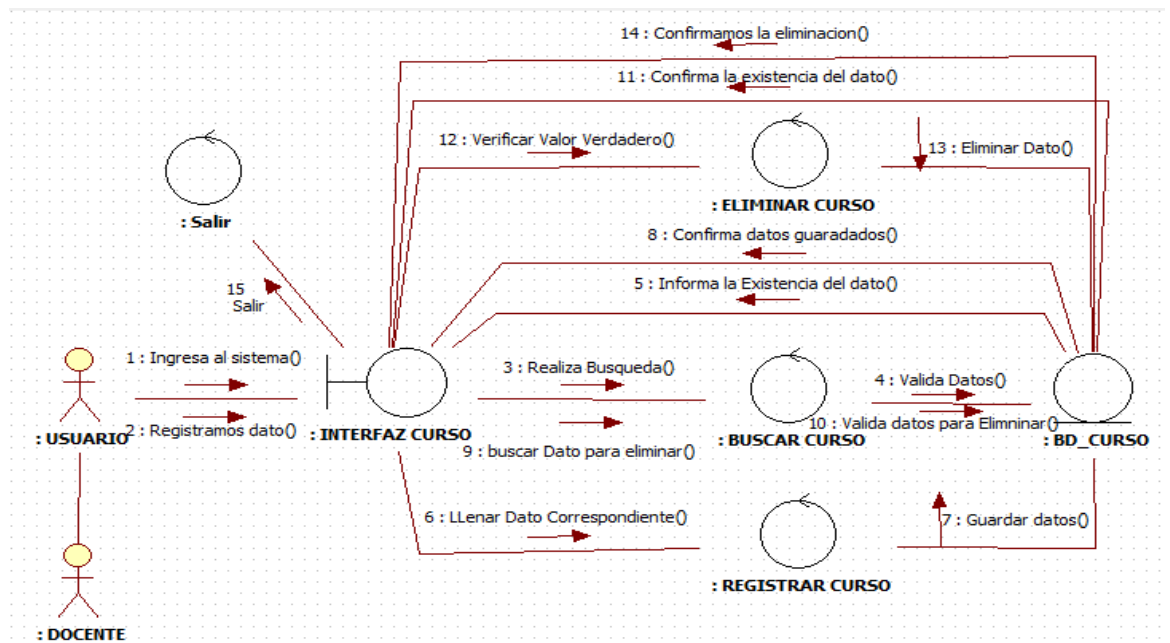 14 : Confirmamos la eliminacion()
11 : Confirma la existencia del dato()
12 : Verificar Valor Verdadero()
13 : Eliminar Dato()
: Salir
: ELIMINAR CURSO
8 : Confirma datos guaradados()
15
Salir
5 : Informa la Existencia del dato()
1 : Ingresa al sistema()
3 : Realiza Busqueda()
4 : Valida Datos()
: USUARIO
2 : Registramos dato()
: INTERFAZ CURSO
: BUSCAR CURSO
10 : Valida datos para Elimninar()
: BD_CURSO
9 : buscar Dato para eliminar()
6 : LLenar Dato Correspondiente()
7 : Guardar datos()
: REGISTRAR CURSO
: DOCENTE